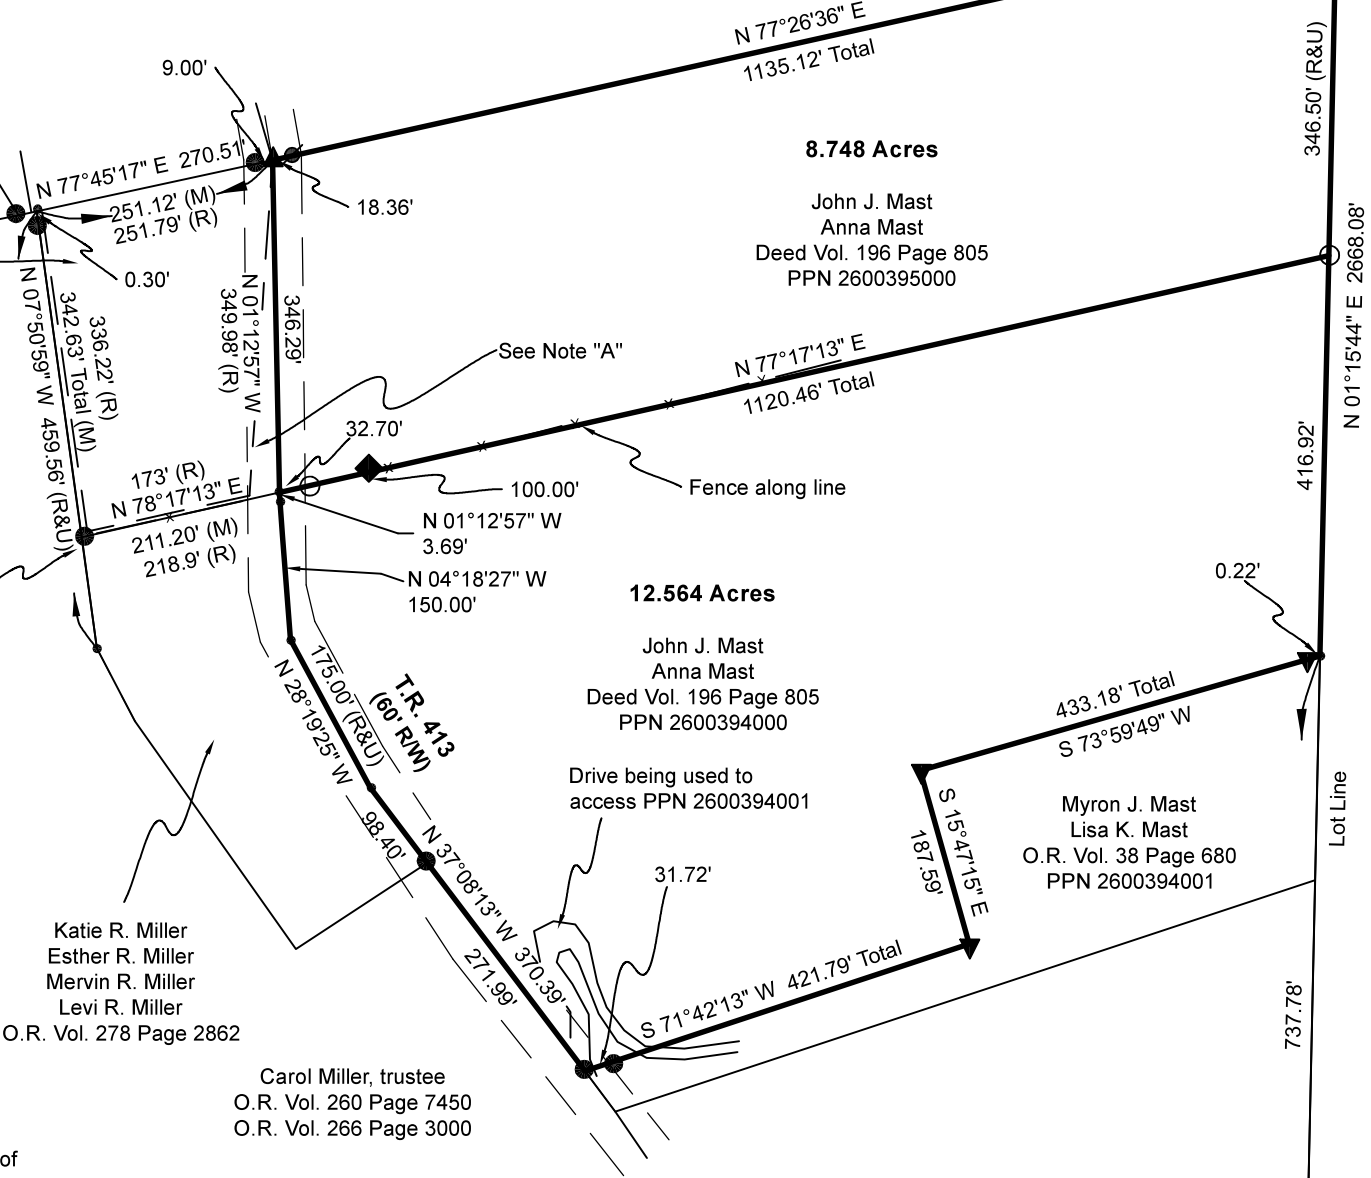 N 77°26'36" E
1135.12' Total
346.50' (R&U)
9.00'
8.748 Acres
N 77°45'17" E 270.51'
251.12' (M)
251.79' (R)
18.36'
John J. Mast
Anna Mast
Deed Vol. 196 Page 805
PPN 2600395000
N 01°15'44" E 2668.08'
0.30'
N 07°50'59" W 459.56' (R&U)
342.63' Total (M)
336.22' (R)
N 01°12'57" W
349.98' (R)
346.29'
See Note "A"
N 77°17'13" E
1120.46' Total
32.70'
416.92'
173' (R)
N 78°17'13" E
211.20' (M)
218.9' (R)
100.00'
Fence along line
N 01°12'57" W
3.69'
N 04°18'27" W
150.00'
12.564 Acres
0.22'
John J. Mast
Anna Mast
Deed Vol. 196 Page 805
PPN 2600394000
175.00' (R&U)
N 28°19'25" W
T.R. 413
(60' R/W)
433.18' Total
S 73°59'49" W
Drive being used to
access PPN 2600394001
Myron J. Mast
Lisa K. Mast
O.R. Vol. 38 Page 680
PPN 2600394001
S 15°47'15" E
187.59'
Lot Line
98.40'
N 37°08'13" W 370.39'
271.99'
31.72'
S 71°42'13" W 421.79' Total
737.78'
Katie R. Miller
Esther R. Miller
Mervin R. Miller
Levi R. Miller
O.R. Vol. 278 Page 2862
Carol Miller, trustee
O.R. Vol. 260 Page 7450
O.R. Vol. 266 Page 3000
of